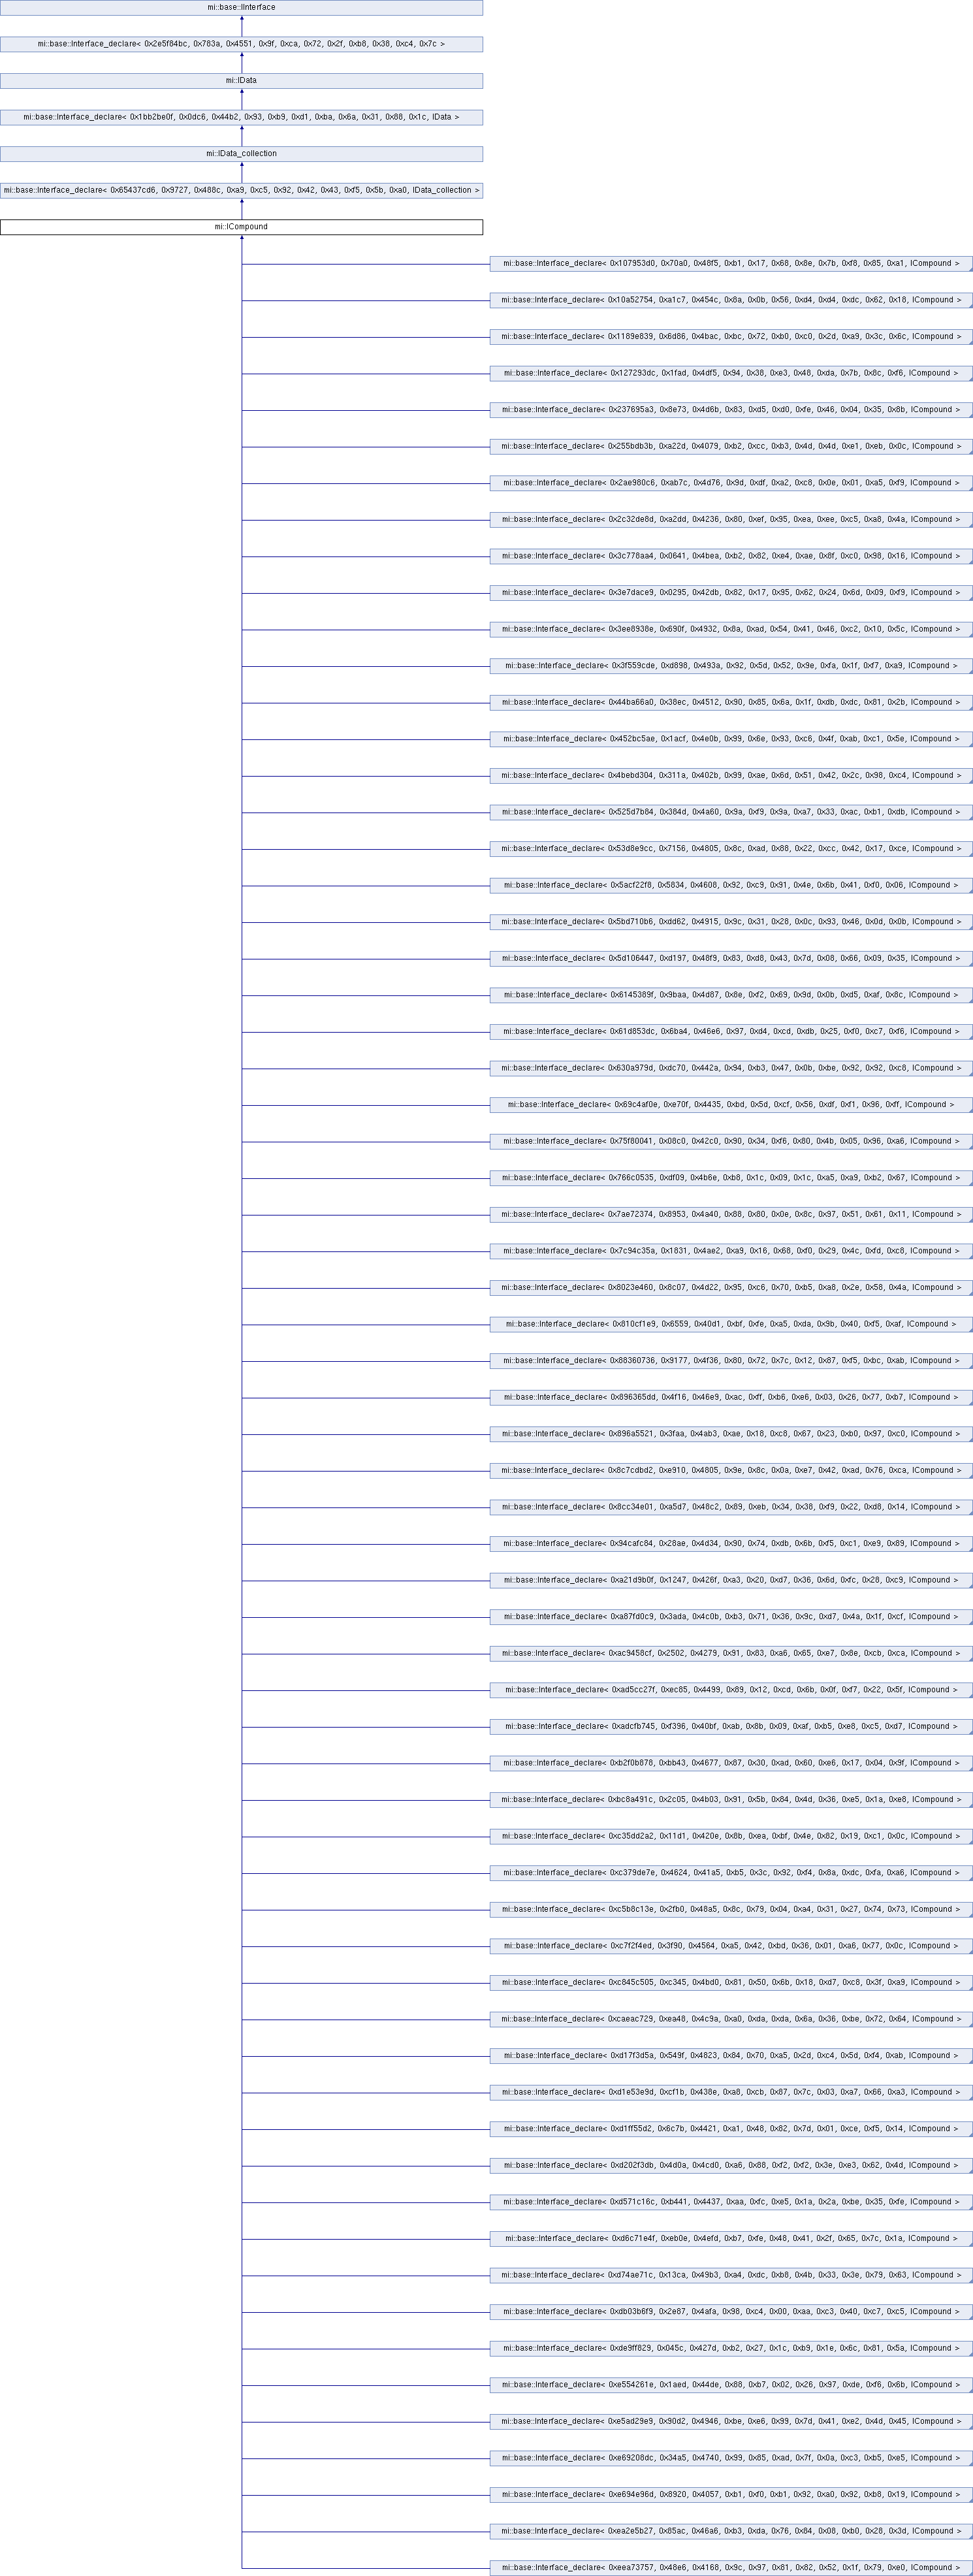 mi::base::IInterface
mi::base::Interface_declare< 0x2e5f84bc, 0x783a, 0x4551, 0x9f, 0xca, 0x72, 0x2f, 0xb8, 0x38, 0xc4, 0x7c >
mi::IData
mi::base::Interface_declare< 0x1bb2be0f, 0x0dc6, 0x44b2, 0x93, 0xb9, 0xd1, 0xba, 0x6a, 0x31, 0x88, 0x1c, IData >
mi::IData_collection
mi::base::Interface_declare< 0x65437cd6, 0x9727, 0x488c, 0xa9, 0xc5, 0x92, 0x42, 0x43, 0xf5, 0x5b, 0xa0, IData_collection >
mi::ICompound
mi::base::Interface_declare< 0x107953d0, 0x70a0, 0x48f5, 0xb1, 0x17, 0x68, 0x8e, 0x7b, 0xf8, 0x85, 0xa1, ICompound >
mi::base::Interface_declare< 0x10a52754, 0xa1c7, 0x454c, 0x8a, 0x0b, 0x56, 0xd4, 0xd4, 0xdc, 0x62, 0x18, ICompound >
mi::base::Interface_declare< 0x1189e839, 0x6d86, 0x4bac, 0xbc, 0x72, 0xb0, 0xc0, 0x2d, 0xa9, 0x3c, 0x6c, ICompound >
mi::base::Interface_declare< 0x127293dc, 0x1fad, 0x4df5, 0x94, 0x38, 0xe3, 0x48, 0xda, 0x7b, 0x8c, 0xf6, ICompound >
mi::base::Interface_declare< 0x237695a3, 0x8e73, 0x4d6b, 0x83, 0xd5, 0xd0, 0xfe, 0x46, 0x04, 0x35, 0x8b, ICompound >
mi::base::Interface_declare< 0x255bdb3b, 0xa22d, 0x4079, 0xb2, 0xcc, 0xb3, 0x4d, 0x4d, 0xe1, 0xeb, 0x0c, ICompound >
mi::base::Interface_declare< 0x2ae980c6, 0xab7c, 0x4d76, 0x9d, 0xdf, 0xa2, 0xc8, 0x0e, 0x01, 0xa5, 0xf9, ICompound >
mi::base::Interface_declare< 0x2c32de8d, 0xa2dd, 0x4236, 0x80, 0xef, 0x95, 0xea, 0xee, 0xc5, 0xa8, 0x4a, ICompound >
mi::base::Interface_declare< 0x3c778aa4, 0x0641, 0x4bea, 0xb2, 0x82, 0xe4, 0xae, 0x8f, 0xc0, 0x98, 0x16, ICompound >
mi::base::Interface_declare< 0x3e7dace9, 0x0295, 0x42db, 0x82, 0x17, 0x95, 0x62, 0x24, 0x6d, 0x09, 0xf9, ICompound >
mi::base::Interface_declare< 0x3ee8938e, 0x690f, 0x4932, 0x8a, 0xad, 0x54, 0x41, 0x46, 0xc2, 0x10, 0x5c, ICompound >
mi::base::Interface_declare< 0x3f559cde, 0xd898, 0x493a, 0x92, 0x5d, 0x52, 0x9e, 0xfa, 0x1f, 0xf7, 0xa9, ICompound >
mi::base::Interface_declare< 0x44ba66a0, 0x38ec, 0x4512, 0x90, 0x85, 0x6a, 0x1f, 0xdb, 0xdc, 0x81, 0x2b, ICompound >
mi::base::Interface_declare< 0x452bc5ae, 0x1acf, 0x4e0b, 0x99, 0x6e, 0x93, 0xc6, 0x4f, 0xab, 0xc1, 0x5e, ICompound >
mi::base::Interface_declare< 0x4bebd304, 0x311a, 0x402b, 0x99, 0xae, 0x6d, 0x51, 0x42, 0x2c, 0x98, 0xc4, ICompound >
mi::base::Interface_declare< 0x525d7b84, 0x384d, 0x4a60, 0x9a, 0xf9, 0x9a, 0xa7, 0x33, 0xac, 0xb1, 0xdb, ICompound >
mi::base::Interface_declare< 0x53d8e9cc, 0x7156, 0x4805, 0x8c, 0xad, 0x88, 0x22, 0xcc, 0x42, 0x17, 0xce, ICompound >
mi::base::Interface_declare< 0x5acf22f8, 0x5834, 0x4608, 0x92, 0xc9, 0x91, 0x4e, 0x6b, 0x41, 0xf0, 0x06, ICompound >
mi::base::Interface_declare< 0x5bd710b6, 0xdd62, 0x4915, 0x9c, 0x31, 0x28, 0x0c, 0x93, 0x46, 0x0d, 0x0b, ICompound >
mi::base::Interface_declare< 0x5d106447, 0xd197, 0x48f9, 0x83, 0xd8, 0x43, 0x7d, 0x08, 0x66, 0x09, 0x35, ICompound >
mi::base::Interface_declare< 0x6145389f, 0x9baa, 0x4d87, 0x8e, 0xf2, 0x69, 0x9d, 0x0b, 0xd5, 0xaf, 0x8c, ICompound >
mi::base::Interface_declare< 0x61d853dc, 0x6ba4, 0x46e6, 0x97, 0xd4, 0xcd, 0xdb, 0x25, 0xf0, 0xc7, 0xf6, ICompound >
mi::base::Interface_declare< 0x630a979d, 0xdc70, 0x442a, 0x94, 0xb3, 0x47, 0x0b, 0xbe, 0x92, 0x92, 0xc8, ICompound >
mi::base::Interface_declare< 0x69c4af0e, 0xe70f, 0x4435, 0xbd, 0x5d, 0xcf, 0x56, 0xdf, 0xf1, 0x96, 0xff, ICompound >
mi::base::Interface_declare< 0x75f80041, 0x08c0, 0x42c0, 0x90, 0x34, 0xf6, 0x80, 0x4b, 0x05, 0x96, 0xa6, ICompound >
mi::base::Interface_declare< 0x766c0535, 0xdf09, 0x4b6e, 0xb8, 0x1c, 0x09, 0x1c, 0xa5, 0xa9, 0xb2, 0x67, ICompound >
mi::base::Interface_declare< 0x7ae72374, 0x8953, 0x4a40, 0x88, 0x80, 0x0e, 0x8c, 0x97, 0x51, 0x61, 0x11, ICompound >
mi::base::Interface_declare< 0x7c94c35a, 0x1831, 0x4ae2, 0xa9, 0x16, 0x68, 0xf0, 0x29, 0x4c, 0xfd, 0xc8, ICompound >
mi::base::Interface_declare< 0x8023e460, 0x8c07, 0x4d22, 0x95, 0xc6, 0x70, 0xb5, 0xa8, 0x2e, 0x58, 0x4a, ICompound >
mi::base::Interface_declare< 0x810cf1e9, 0x6559, 0x40d1, 0xbf, 0xfe, 0xa5, 0xda, 0x9b, 0x40, 0xf5, 0xaf, ICompound >
mi::base::Interface_declare< 0x88360736, 0x9177, 0x4f36, 0x80, 0x72, 0x7c, 0x12, 0x87, 0xf5, 0xbc, 0xab, ICompound >
mi::base::Interface_declare< 0x896365dd, 0x4f16, 0x46e9, 0xac, 0xff, 0xb6, 0xe6, 0x03, 0x26, 0x77, 0xb7, ICompound >
mi::base::Interface_declare< 0x896a5521, 0x3faa, 0x4ab3, 0xae, 0x18, 0xc8, 0x67, 0x23, 0xb0, 0x97, 0xc0, ICompound >
mi::base::Interface_declare< 0x8c7cdbd2, 0xe910, 0x4805, 0x9e, 0x8c, 0x0a, 0xe7, 0x42, 0xad, 0x76, 0xca, ICompound >
mi::base::Interface_declare< 0x8cc34e01, 0xa5d7, 0x48c2, 0x89, 0xeb, 0x34, 0x38, 0xf9, 0x22, 0xd8, 0x14, ICompound >
mi::base::Interface_declare< 0x94cafc84, 0x28ae, 0x4d34, 0x90, 0x74, 0xdb, 0x6b, 0xf5, 0xc1, 0xe9, 0x89, ICompound >
mi::base::Interface_declare< 0xa21d9b0f, 0x1247, 0x426f, 0xa3, 0x20, 0xd7, 0x36, 0x6d, 0xfc, 0x28, 0xc9, ICompound >
mi::base::Interface_declare< 0xa87fd0c9, 0x3ada, 0x4c0b, 0xb3, 0x71, 0x36, 0x9c, 0xd7, 0x4a, 0x1f, 0xcf, ICompound >
mi::base::Interface_declare< 0xac9458cf, 0x2502, 0x4279, 0x91, 0x83, 0xa6, 0x65, 0xe7, 0x8e, 0xcb, 0xca, ICompound >
mi::base::Interface_declare< 0xad5cc27f, 0xec85, 0x4499, 0x89, 0x12, 0xcd, 0x6b, 0x0f, 0xf7, 0x22, 0x5f, ICompound >
mi::base::Interface_declare< 0xadcfb745, 0xf396, 0x40bf, 0xab, 0x8b, 0x09, 0xaf, 0xb5, 0xe8, 0xc5, 0xd7, ICompound >
mi::base::Interface_declare< 0xb2f0b878, 0xbb43, 0x4677, 0x87, 0x30, 0xad, 0x60, 0xe6, 0x17, 0x04, 0x9f, ICompound >
mi::base::Interface_declare< 0xbc8a491c, 0x2c05, 0x4b03, 0x91, 0x5b, 0x84, 0x4d, 0x36, 0xe5, 0x1a, 0xe8, ICompound >
mi::base::Interface_declare< 0xc35dd2a2, 0x11d1, 0x420e, 0x8b, 0xea, 0xbf, 0x4e, 0x82, 0x19, 0xc1, 0x0c, ICompound >
mi::base::Interface_declare< 0xc379de7e, 0x4624, 0x41a5, 0xb5, 0x3c, 0x92, 0xf4, 0x8a, 0xdc, 0xfa, 0xa6, ICompound >
mi::base::Interface_declare< 0xc5b8c13e, 0x2fb0, 0x48a5, 0x8c, 0x79, 0x04, 0xa4, 0x31, 0x27, 0x74, 0x73, ICompound >
mi::base::Interface_declare< 0xc7f2f4ed, 0x3f90, 0x4564, 0xa5, 0x42, 0xbd, 0x36, 0x01, 0xa6, 0x77, 0x0c, ICompound >
mi::base::Interface_declare< 0xc845c505, 0xc345, 0x4bd0, 0x81, 0x50, 0x6b, 0x18, 0xd7, 0xc8, 0x3f, 0xa9, ICompound >
mi::base::Interface_declare< 0xcaeac729, 0xea48, 0x4c9a, 0xa0, 0xda, 0xda, 0x6a, 0x36, 0xbe, 0x72, 0x64, ICompound >
mi::base::Interface_declare< 0xd17f3d5a, 0x549f, 0x4823, 0x84, 0x70, 0xa5, 0x2d, 0xc4, 0x5d, 0xf4, 0xab, ICompound >
mi::base::Interface_declare< 0xd1e53e9d, 0xcf1b, 0x438e, 0xa8, 0xcb, 0x87, 0x7c, 0x03, 0xa7, 0x66, 0xa3, ICompound >
mi::base::Interface_declare< 0xd1ff55d2, 0x6c7b, 0x4421, 0xa1, 0x48, 0x82, 0x7d, 0x01, 0xce, 0xf5, 0x14, ICompound >
mi::base::Interface_declare< 0xd202f3db, 0x4d0a, 0x4cd0, 0xa6, 0x88, 0xf2, 0xf2, 0x3e, 0xe3, 0x62, 0x4d, ICompound >
mi::base::Interface_declare< 0xd571c16c, 0xb441, 0x4437, 0xaa, 0xfc, 0xe5, 0x1a, 0x2a, 0xbe, 0x35, 0xfe, ICompound >
mi::base::Interface_declare< 0xd6c71e4f, 0xeb0e, 0x4efd, 0xb7, 0xfe, 0x48, 0x41, 0x2f, 0x65, 0x7c, 0x1a, ICompound >
mi::base::Interface_declare< 0xd74ae71c, 0x13ca, 0x49b3, 0xa4, 0xdc, 0xb8, 0x4b, 0x33, 0x3e, 0x79, 0x63, ICompound >
mi::base::Interface_declare< 0xdb03b6f9, 0x2e87, 0x4afa, 0x98, 0xc4, 0x00, 0xaa, 0xc3, 0x40, 0xc7, 0xc5, ICompound >
mi::base::Interface_declare< 0xde9ff829, 0x045c, 0x427d, 0xb2, 0x27, 0x1c, 0xb9, 0x1e, 0x6c, 0x81, 0x5a, ICompound >
mi::base::Interface_declare< 0xe554261e, 0x1aed, 0x44de, 0x88, 0xb7, 0x02, 0x26, 0x97, 0xde, 0xf6, 0x6b, ICompound >
mi::base::Interface_declare< 0xe5ad29e9, 0x90d2, 0x4946, 0xbe, 0xe6, 0x99, 0x7d, 0x41, 0xe2, 0x4d, 0x45, ICompound >
mi::base::Interface_declare< 0xe69208dc, 0x34a5, 0x4740, 0x99, 0x85, 0xad, 0x7f, 0x0a, 0xc3, 0xb5, 0xe5, ICompound >
mi::base::Interface_declare< 0xe694e96d, 0x8920, 0x4057, 0xb1, 0xf0, 0xb1, 0x92, 0xa0, 0x92, 0xb8, 0x19, ICompound >
mi::base::Interface_declare< 0xea2e5b27, 0x85ac, 0x46a6, 0xb3, 0xda, 0x76, 0x84, 0x08, 0xb0, 0x28, 0x3d, ICompound >
mi::base::Interface_declare< 0xeea73757, 0x48e6, 0x4168, 0x9c, 0x97, 0x81, 0x82, 0x52, 0x1f, 0x79, 0xe0, ICompound >